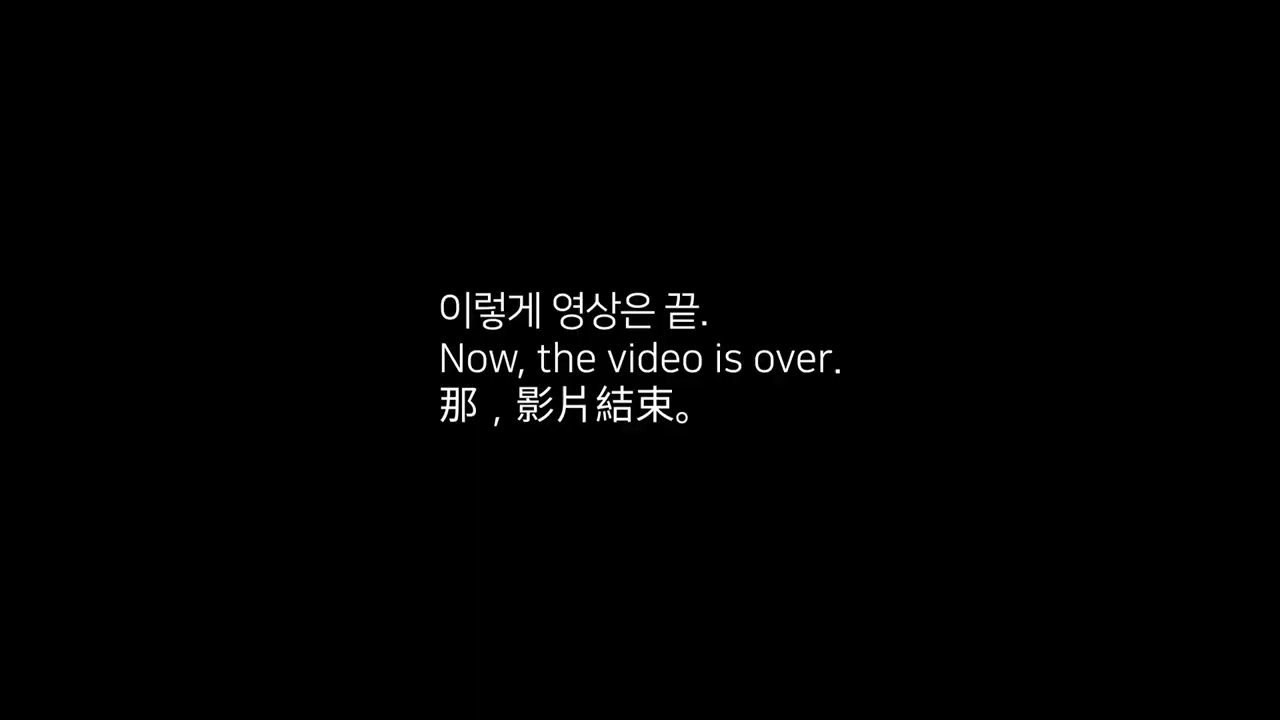 이렇게 영상은 끝.
Now, the video is over.
那，影片結束。